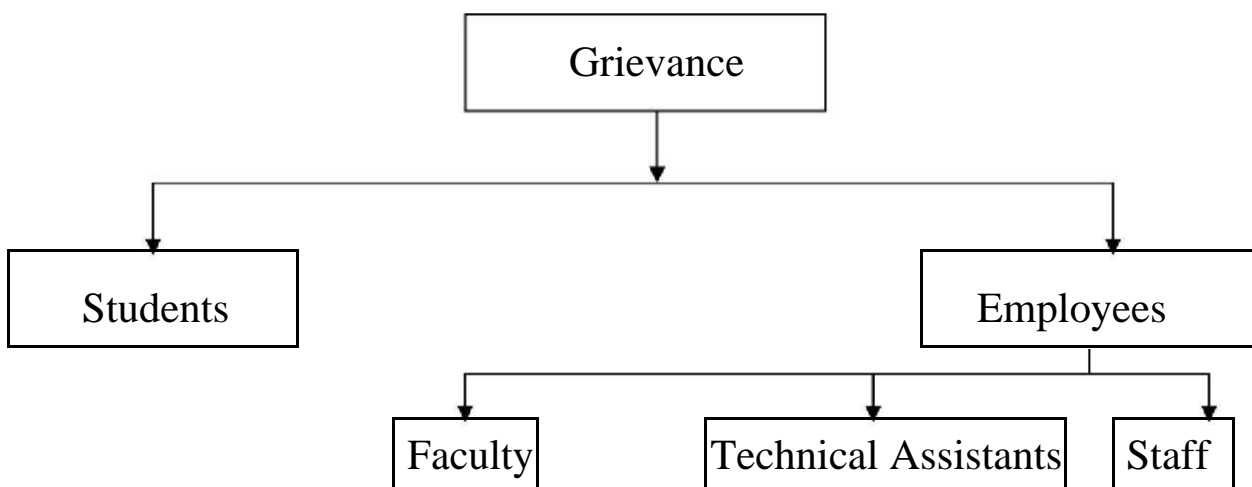 Grievance
Students
Employees
Faculty
Technical Assistants
Staff